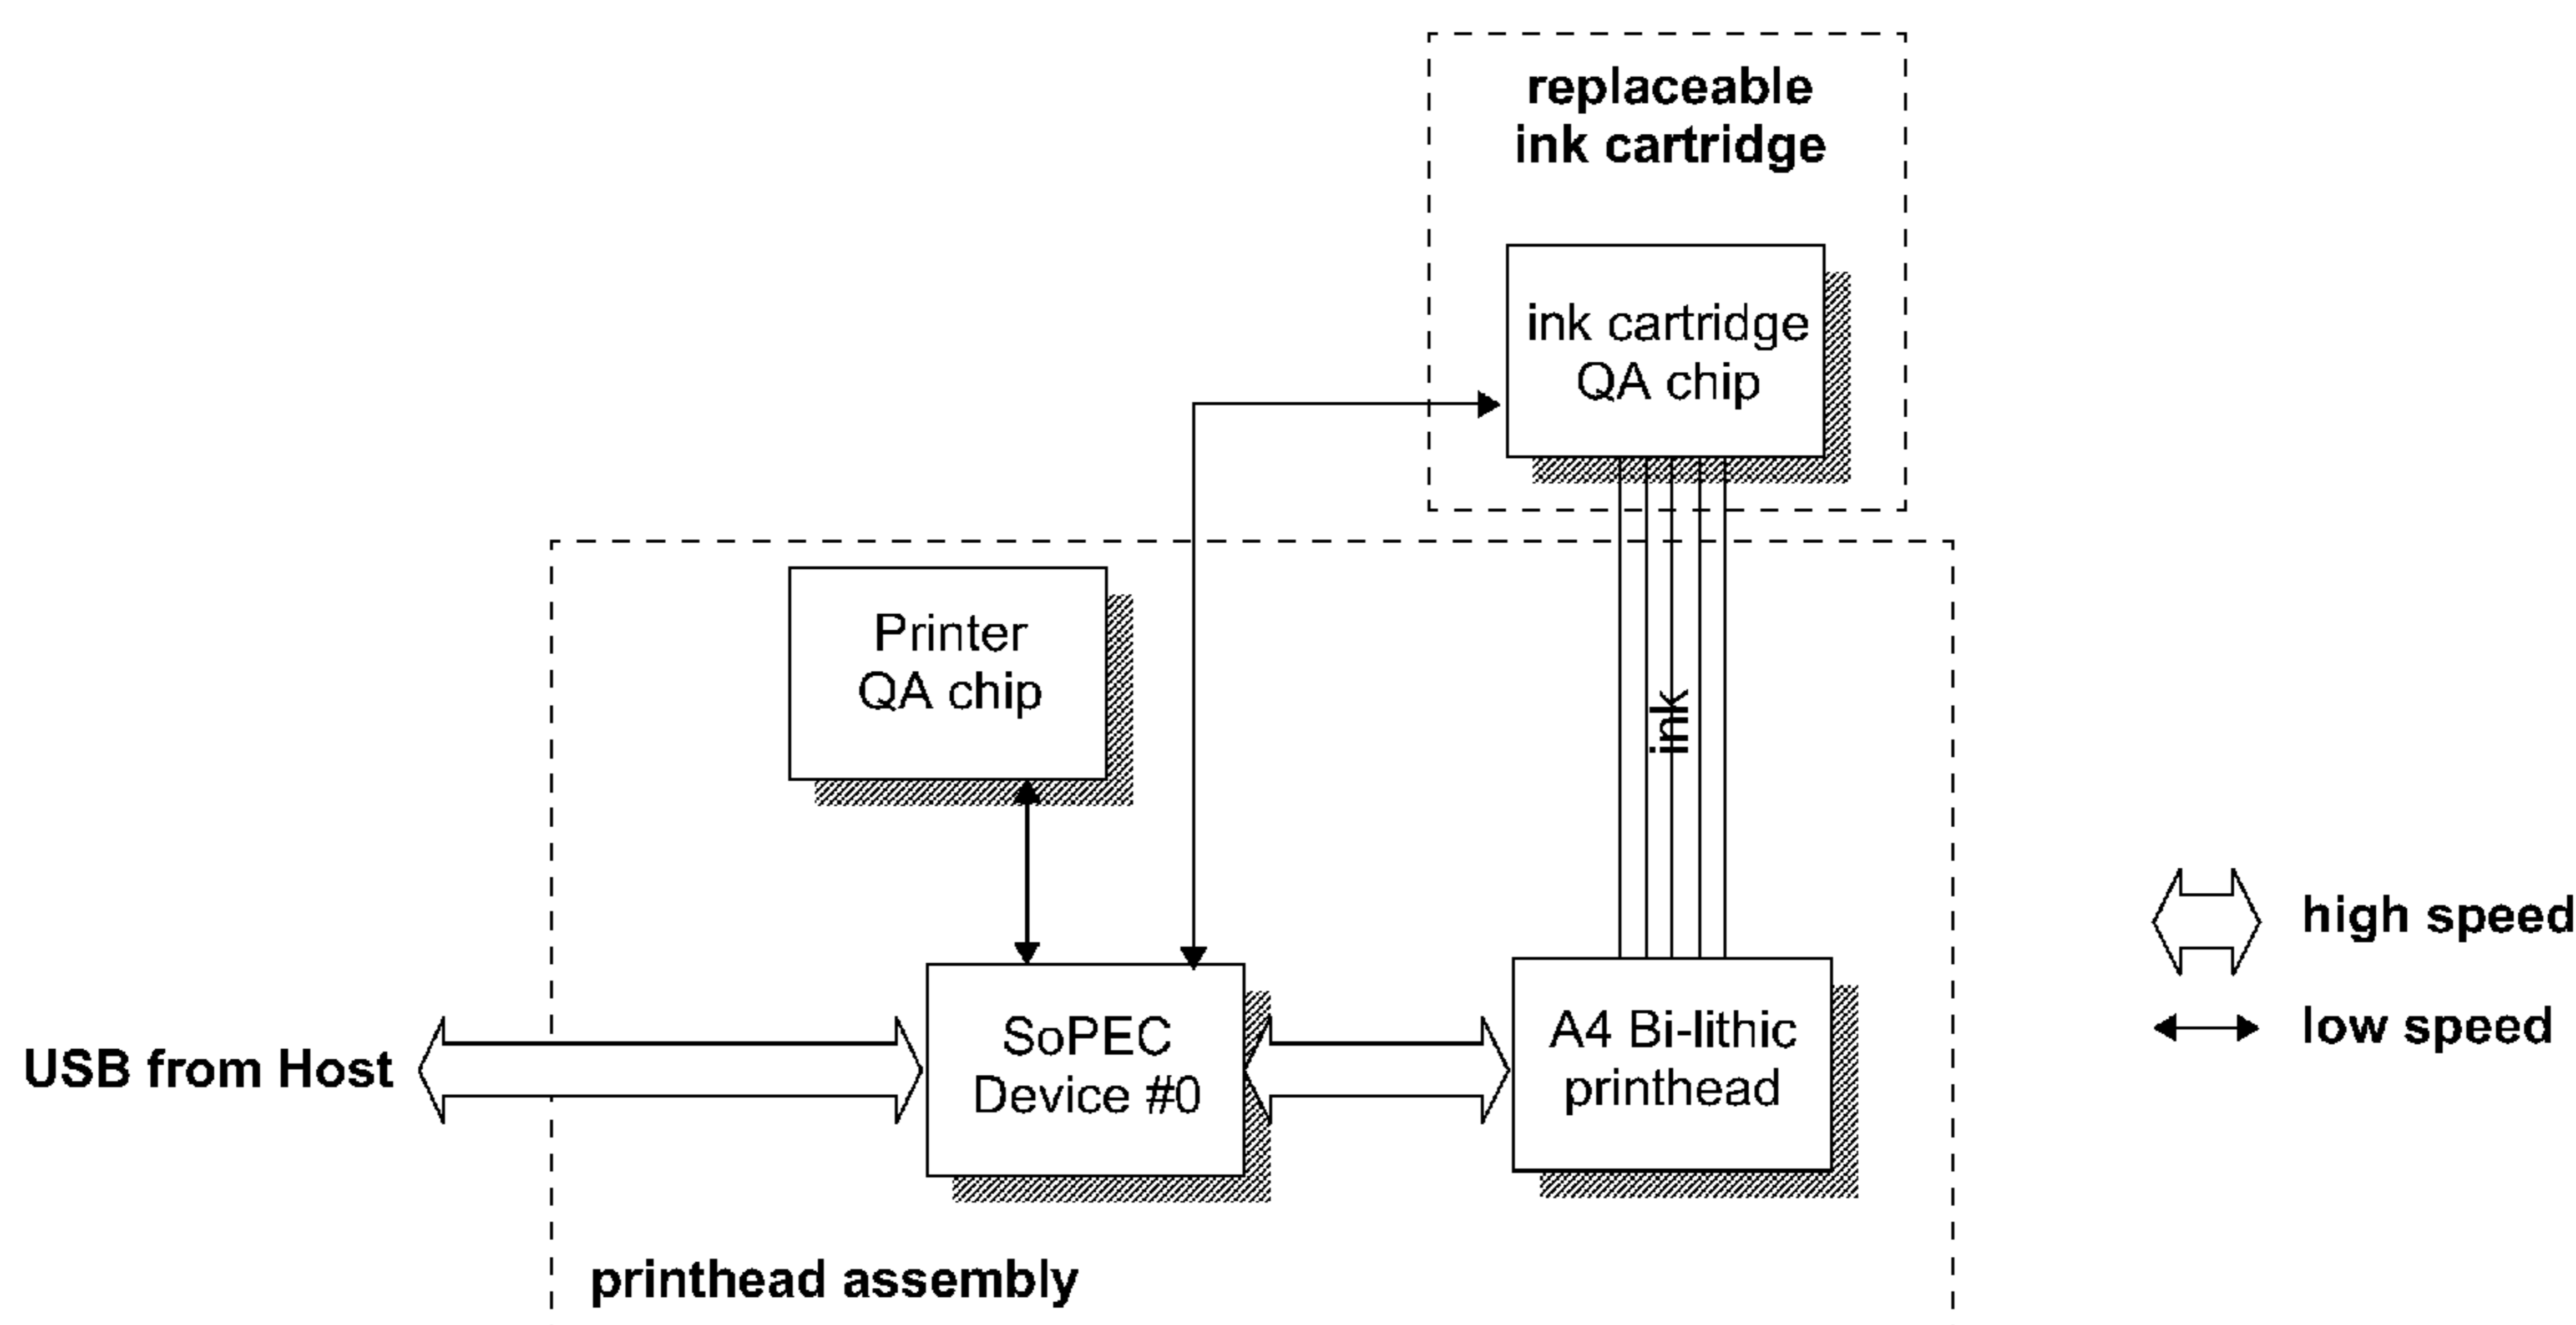 replaceable
ink cartridge
ink cartridge
QA chip
Printer
QA chip
ink
high speed
low speed
USB from Host
SoPEC
Device #0
A4 Bi-lithic
printhead
printhead assembly